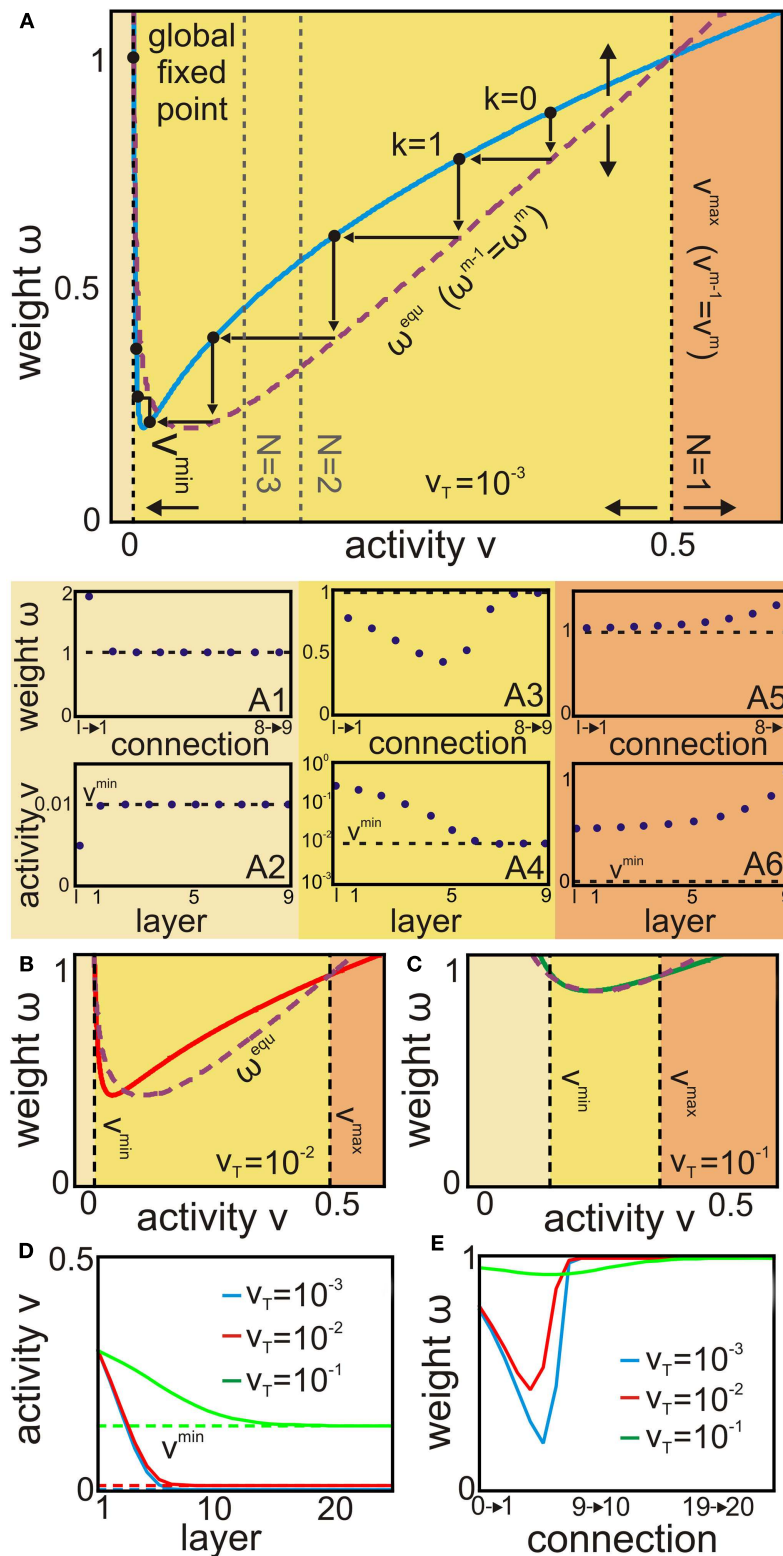 A
global
fixed
point
k=0
k=1
ω^equ (ω^m-1=ω^m)
v^max (v^m-1=v^m)
V^min
N=3
N=2
N=1
v_T=10^-3
weight ω
1
0.5
0
0
0.5
activity v
weight ω
2
1
0
A1
I→1
8→9
connection
1
0.5
0
A3
I→1
8→9
connection
1
0
A5
I→1
8→
connection
activity v
0.01
0
v^min
A2
I
1
5
9
layer
10^0
10^-1
10^-2
10^-3
v^min
A4
I
1
5
9
layer
1
0
v^min
A6
I
1
5
9
layer
B
weight ω
1
0
v^min
ω^equ
v^max
v_T=10^-2
0
0.5
activity v
C
weight ω
1
0
v^min
v^max
v_T=10^-1
0
0.5
activity v
D
activity v
0.5
0
v_T=10^-3
v_T=10^-2
v_T=10^-1
v^min
1
10
20
layer
E
weight ω
1
0
v_T=10^-3
v_T=10^-2
v_T=10^-1
0→1
9→10
19→20
connection